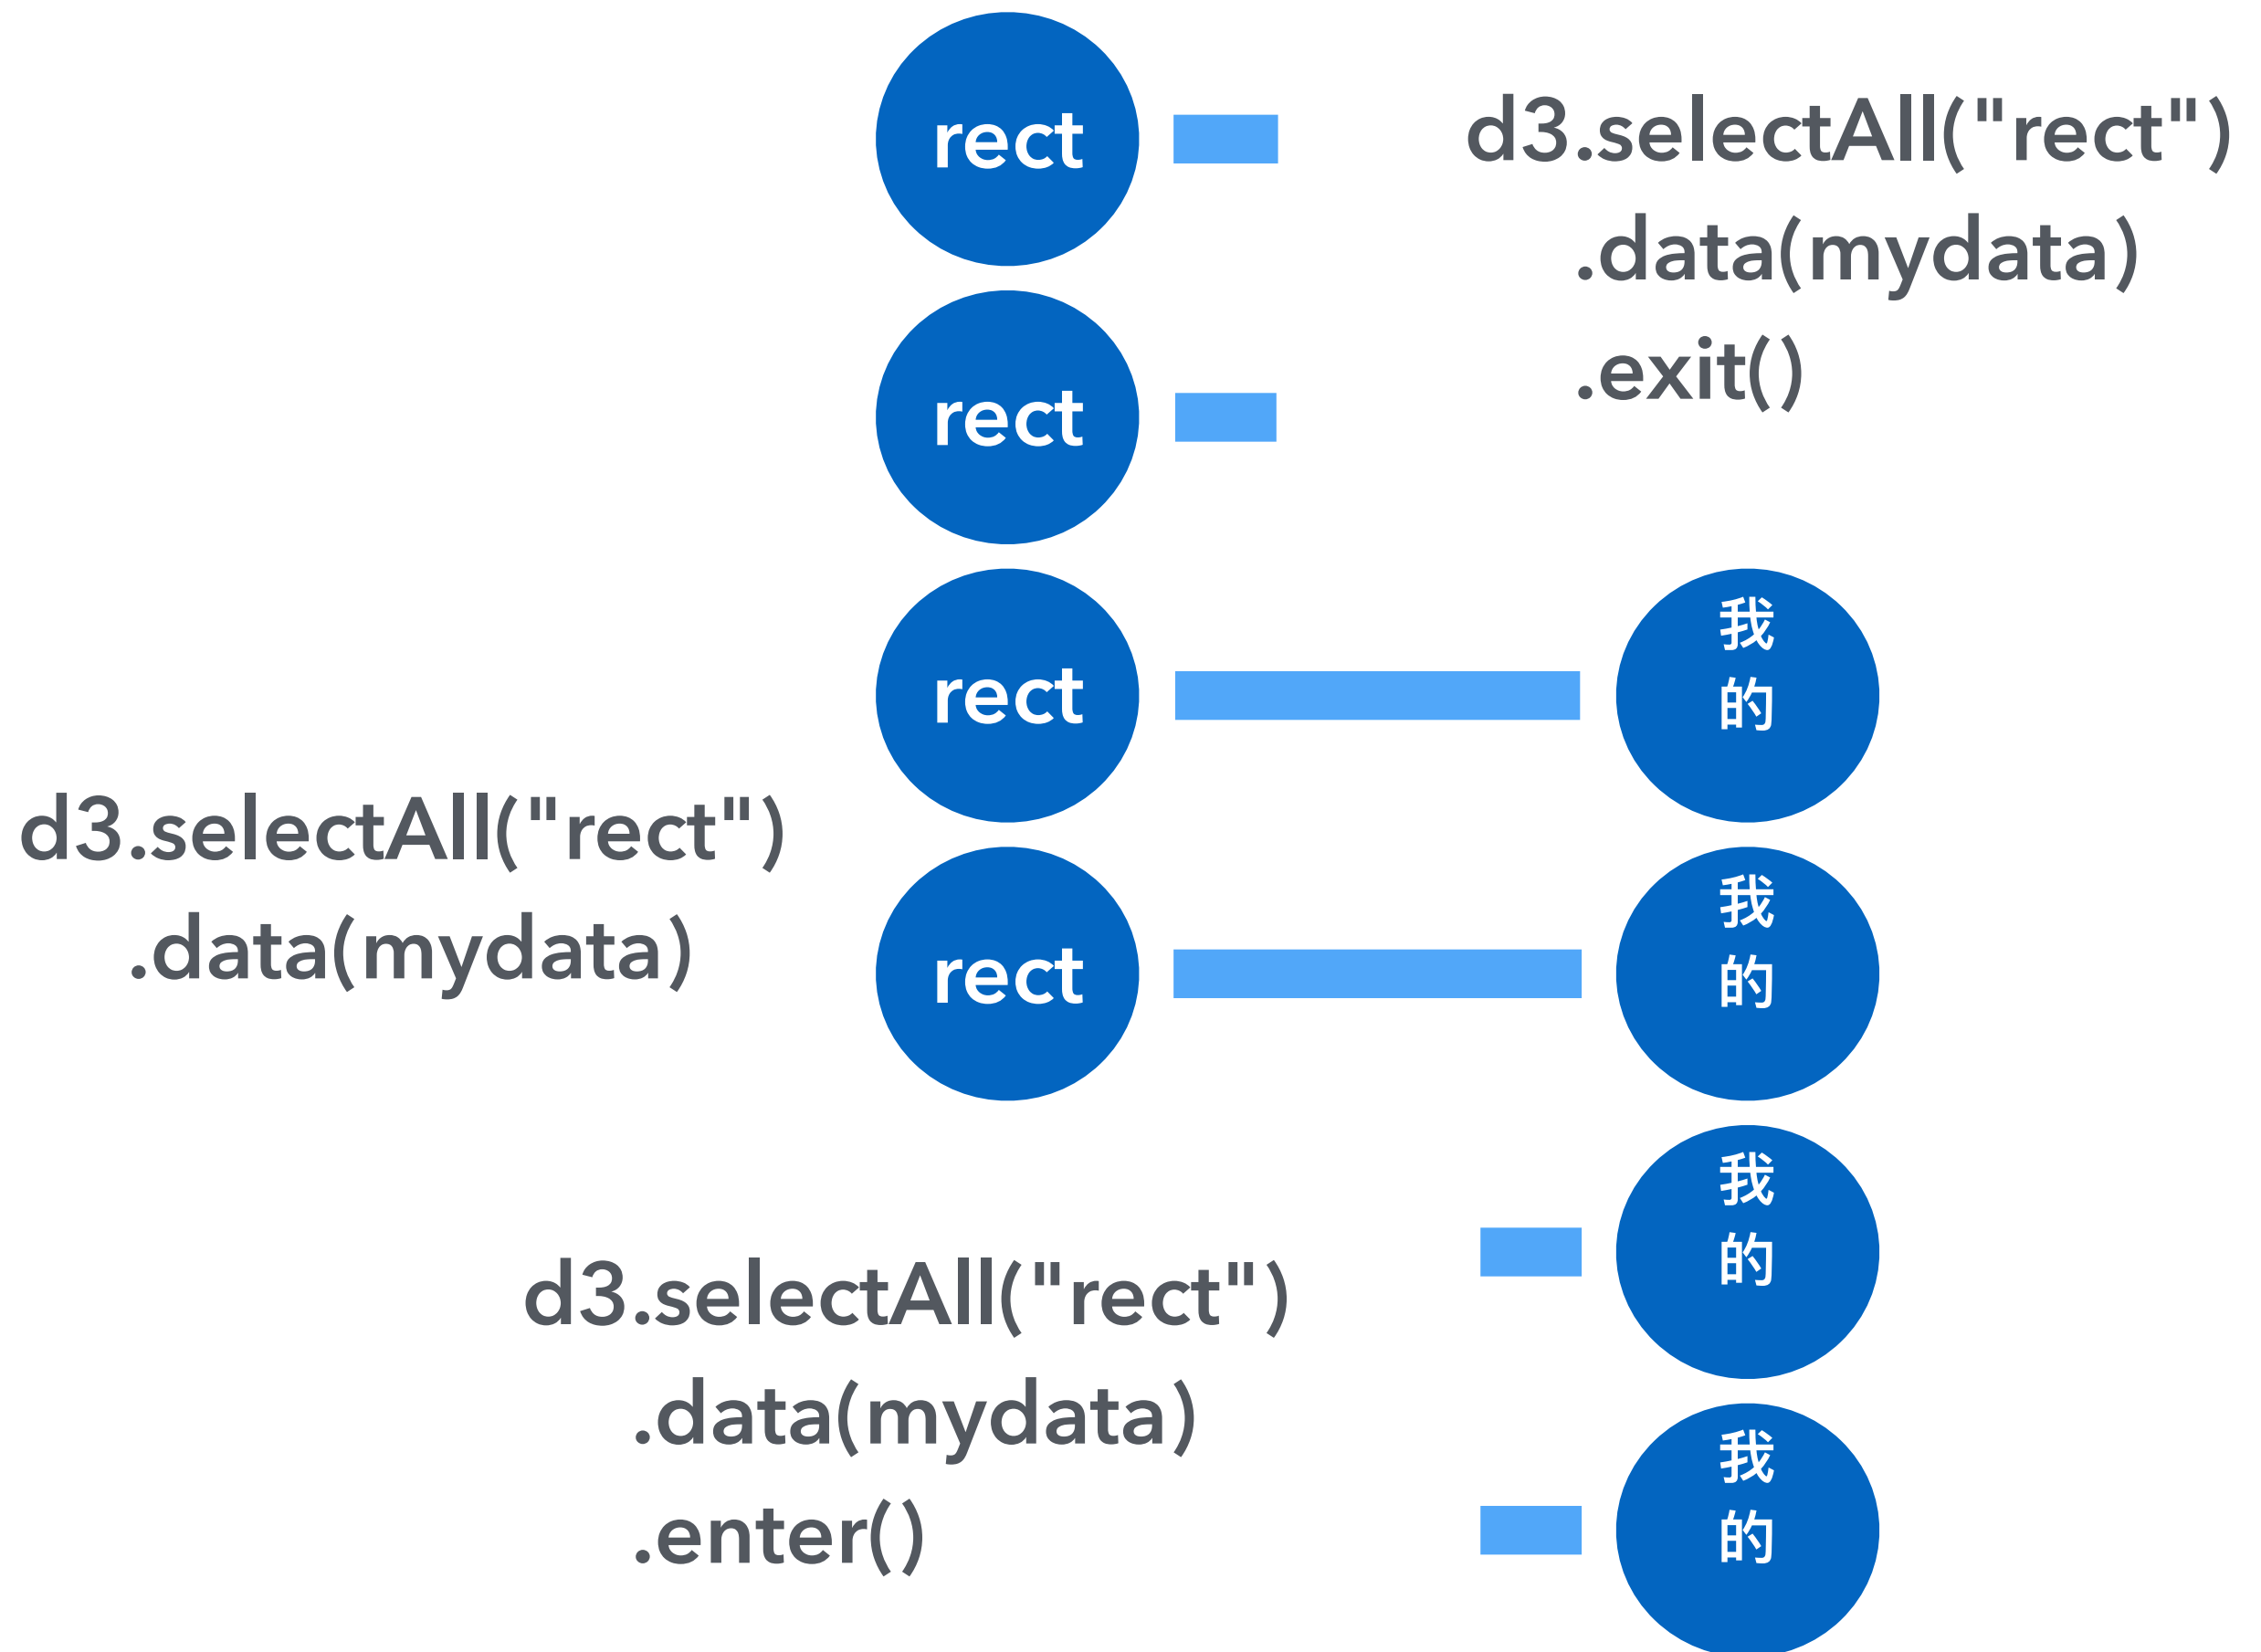 rect
d3.selectAll("rect")
.data(mydata)
.exit()
rect
rect
我
的
d3.selectAll("rect")
.data(mydata)
rect
我
的
d3.selectAll("rect")
.data(mydata)
.enter()
我
的
我
的